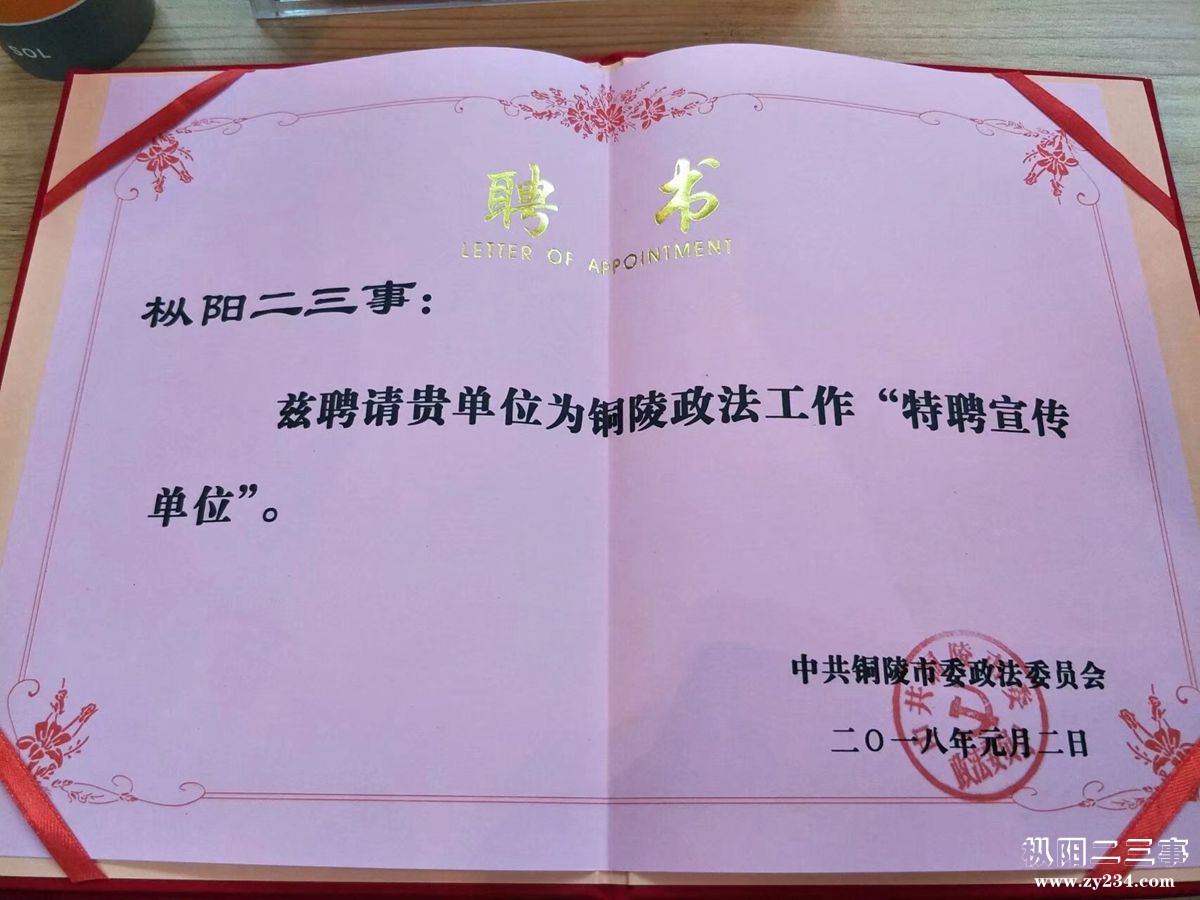 SOL
聘书
LETTER OF APPOINTMENT
枞阳二三事：
兹聘请贵单位为铜陵政法工作“特聘宣传
单位”。
中共铜陵市委政法委员会
二〇一八年元月二日
枞阳二三事
www.zy234.com